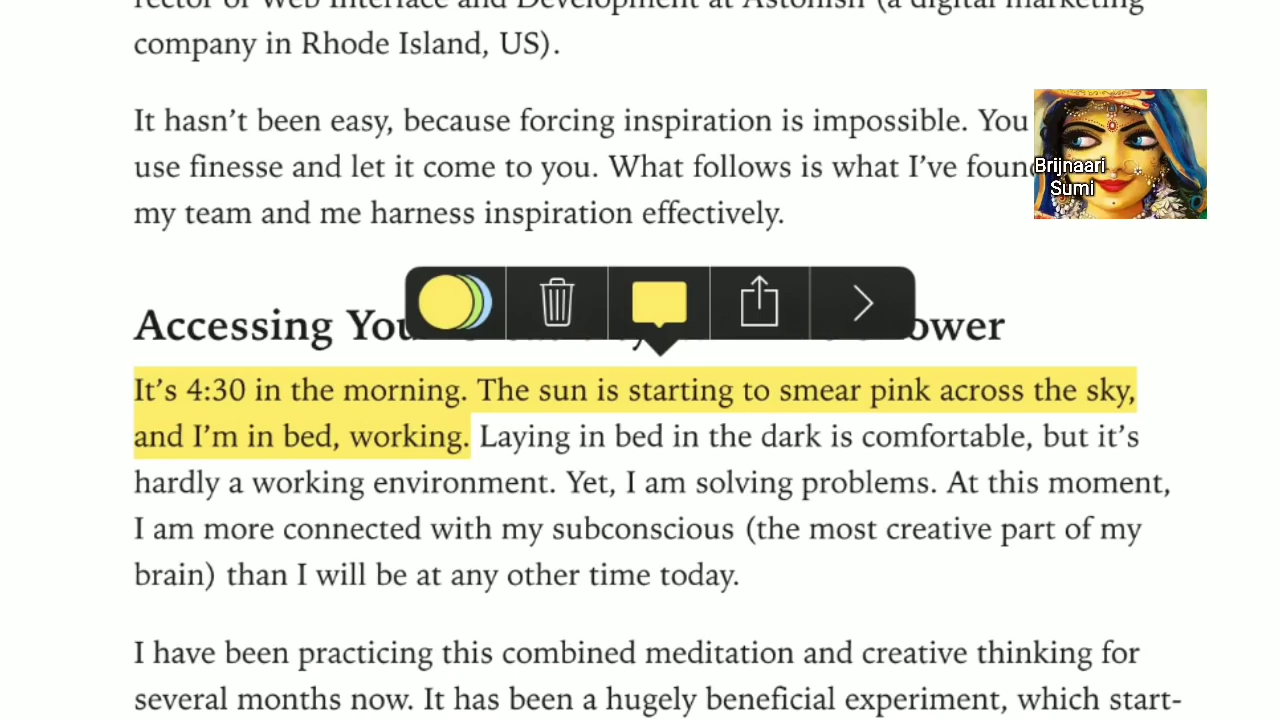 company in Rhode Island, US).
It hasn’t been easy, because forcing inspiration is impossible. You
use finesse and let it come to you. What follows is what I’ve found
my team and me harness inspiration effectively.
Brijnaari
Sumi
Accessing
It’s 4:30 in the morning. The sun is starting to smear pink across the sky,
and I’m in bed, working. Laying in bed in the dark is comfortable, but it’s
hardly a working environment. Yet, I am solving problems. At this moment,
I am more connected with my subconscious (the most creative part of my
brain) than I will be at any other time today.
I have been practicing this combined meditation and creative thinking for
several months now. It has been a hugely beneficial experiment, which start-